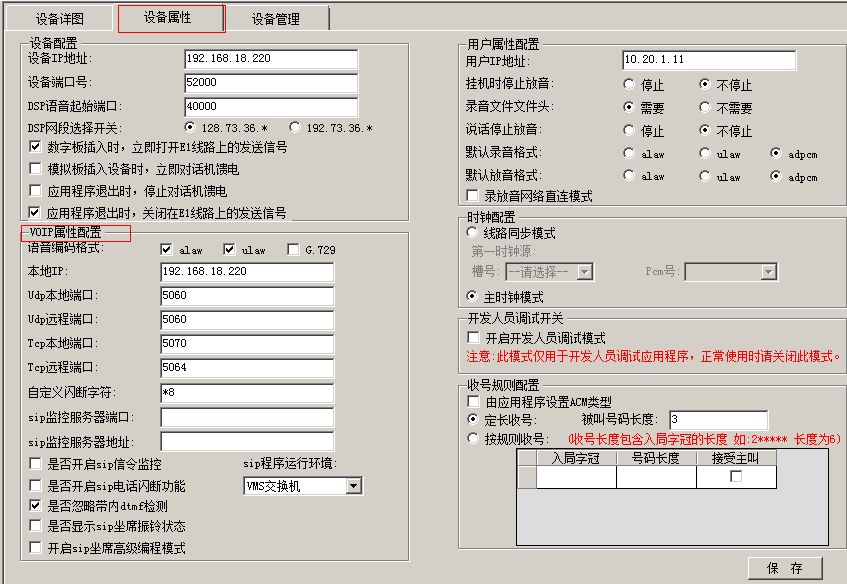 设备详图 设备属性 设备管理
设备配置
设备IP地址: 192.168.18.220
设备端口号: 52000
DSP语音起始端口: 40000
DSP网段选择开关: 128.73.36.* 192.73.36.*
数字板插入时，立即打开E1线路上的发送信号
模拟板插入设备时，立即对话机馈电
应用程序退出时，停止对话机馈电
应用程序退出时，关闭在E1线路上的发送信号
VOIP属性配置
语音编码格式: alaw ulaw G.729
本地IP: 192.168.18.220
Udp本地端口: 5060
Udp远程端口: 5060
Tcp本地端口: 5070
Tcp远程端口: 5064
自定义闪断字符: *8
sip监控服务器端口:
sip监控服务器地址:
是否开启sip信令监控 sip程序运行环境:
是否开启sip电话闪断功能 VMS交换机
是否忽略带内dtmf检测
是否显示sip坐席振铃状态
开启sip坐席高级编程模式
用户属性配置
用户IP地址: 10.20.1.11
挂机时停止放音: 停止 不停止
录音文件文件头: 需要 不需要
说话停止放音: 停止 不停止
默认录音格式: alaw ulaw adpcm
默认放音格式: alaw ulaw adpcm
录放音网络直连模式
时钟配置
线路同步模式
第一时钟源:
槽号: --请选择-- Pcm号:
主时钟模式
开发人员调试开关
开启开发人员调试模式
注意:此模式仅用于开发人员调试应用程序，正常使用时请关闭此模式。
收号规则配置
由应用程序设置ACM类型
定长收号: 被叫号码长度: 3
按规则收号: (收号长度包含入局字冠的长度 如:2***** 长度为6)
入局字冠 号码长度 接受主叫
保 存